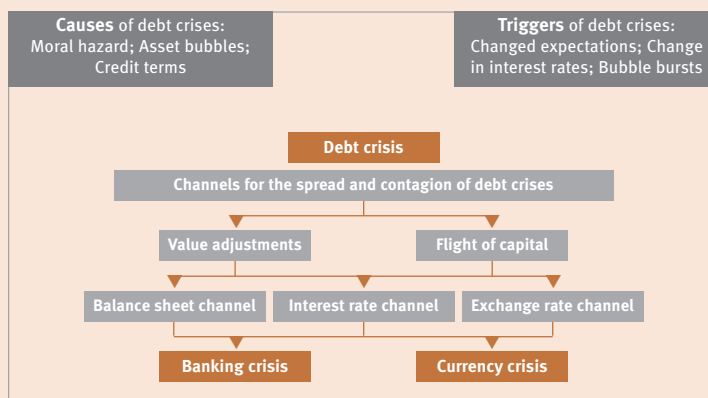 Causes of debt crises:
Moral hazard; Asset bubbles;
Credit terms
Triggers of debt crises:
Changed expectations; Change
in interest rates; Bubble bursts
Debt crisis
Channels for the spread and contagion of debt crises
Value adjustments
Flight of capital
Balance sheet channel
Interest rate channel
Exchange rate channel
Banking crisis
Currency crisis